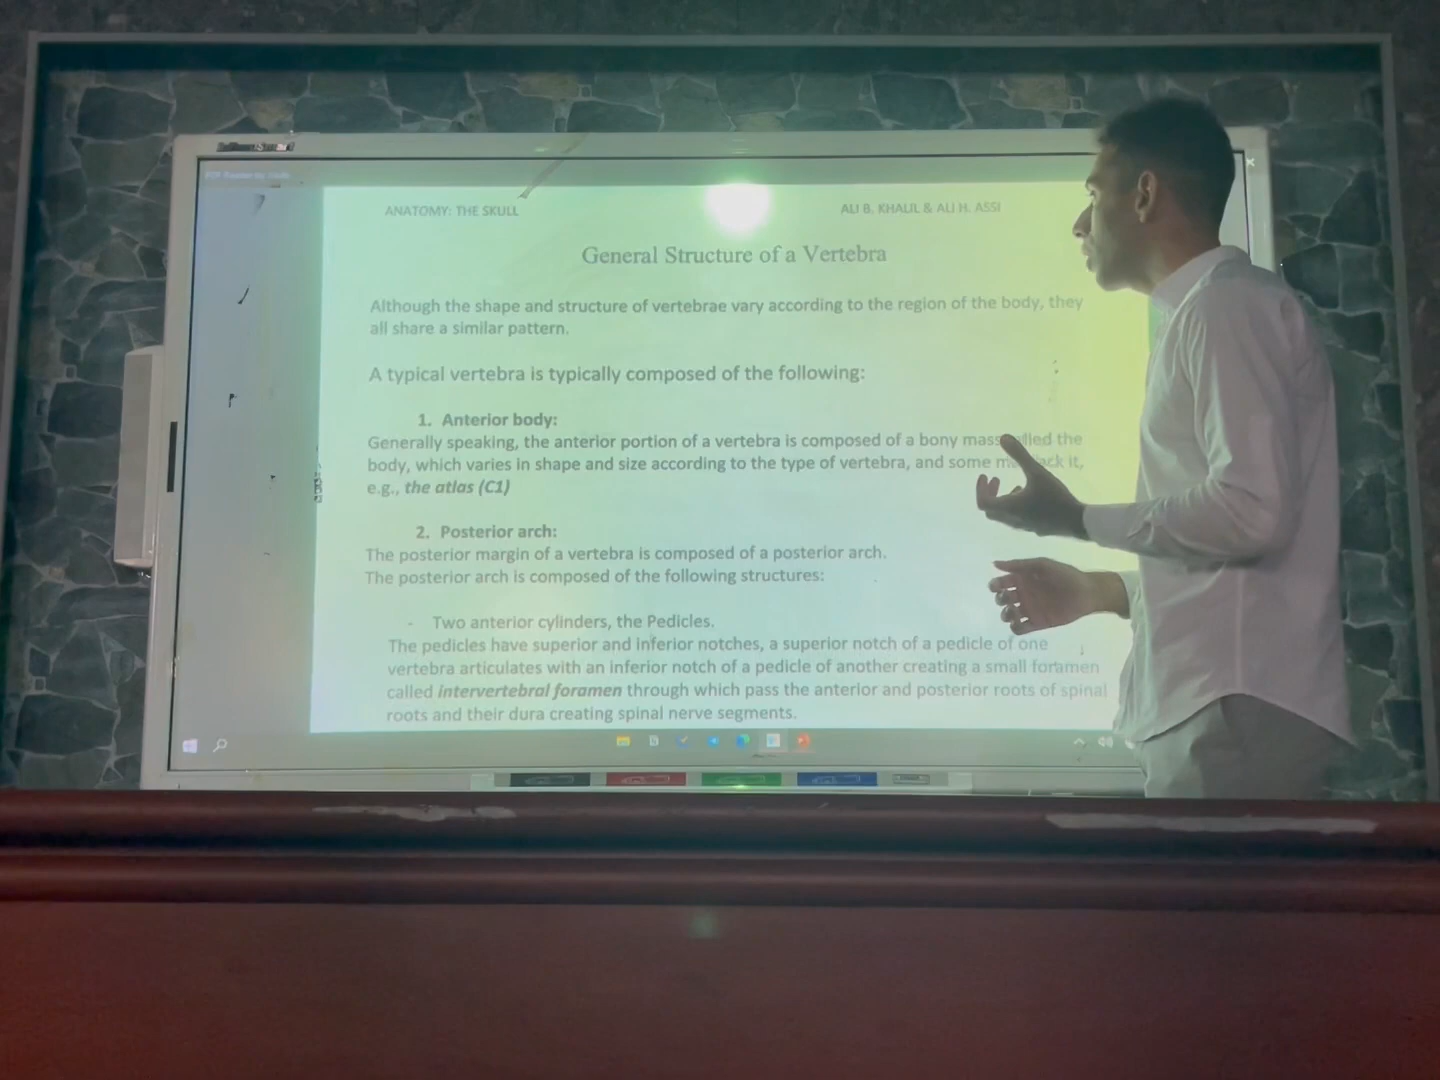 ANATOMY: THE SKULL
ALI B. KHALIL & ALI H. ASSI
General Structure of a Vertebra
Although the shape and structure of vertebrae vary according to the region of the body, they
all share a similar pattern.
A typical vertebra is typically composed of the following:
1. Anterior body:
Generally speaking, the anterior portion of a vertebra is composed of a bony mass called the
body, which varies in shape and size according to the type of vertebra, and some may lack it,
e.g., the atlas (C1)
2. Posterior arch:
The posterior margin of a vertebra is composed of a posterior arch.
The posterior arch is composed of the following structures:
- Two anterior cylinders, the Pedicles.
The pedicles have superior and inferior notches, a superior notch of a pedicle of one
vertebra articulates with an inferior notch of a pedicle of another creating a small foramen
called intervertebral foramen through which pass the anterior and posterior roots of spinal
roots and their dura creating spinal nerve segments.